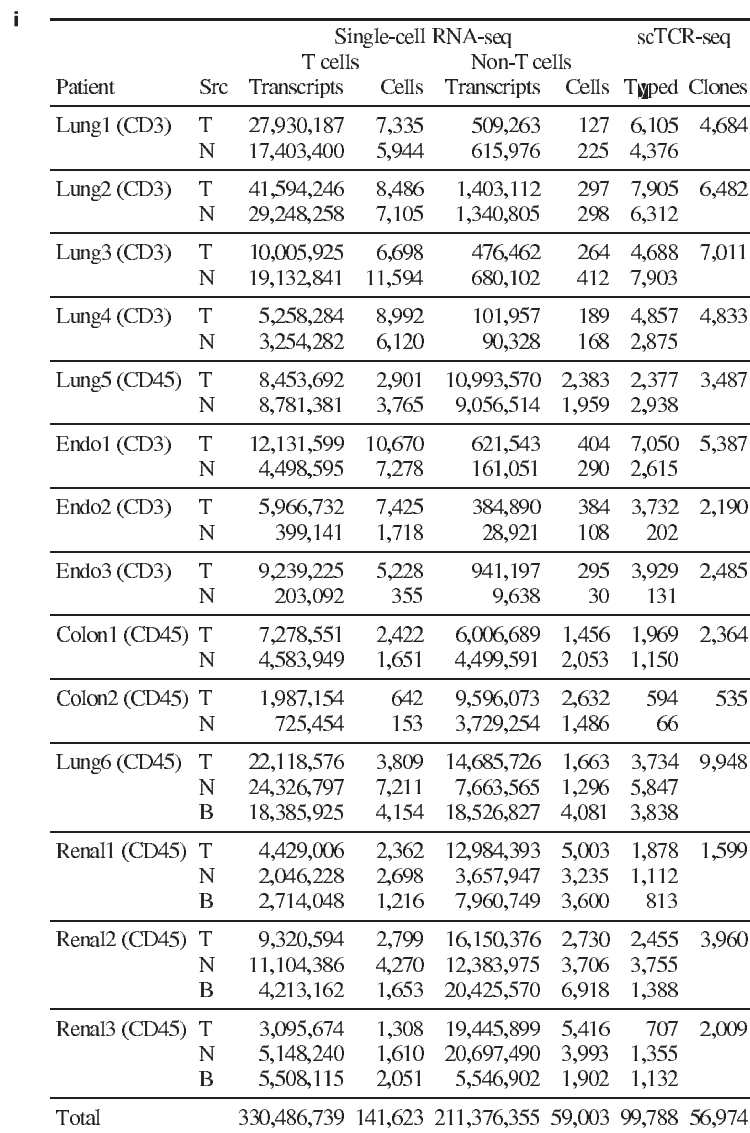 i
Single-cell RNA-seq scTCR-seq
T cells Non-T cells
Patient Src Transcripts Cells Transcripts Cells Typed Clones
Lung1 (CD3) T 27,930,187 7,335 509,263 127 6,105 4,684
N 17,403,400 5,944 615,976 225 4,376
Lung2 (CD3) T 41,594,246 8,486 1,403,112 297 7,905 6,482
N 29,248,258 7,105 1,340,805 298 6,312
Lung3 (CD3) T 10,005,925 6,698 476,462 264 4,688 7,011
N 19,132,841 11,594 680,102 412 7,903
Lung4 (CD3) T 5,258,284 8,992 101,957 189 4,857 4,833
N 3,254,282 6,120 90,328 168 2,875
Lung5 (CD45) T 8,453,692 2,901 10,993,570 2,383 2,377 3,487
N 8,781,381 3,765 9,056,514 1,959 2,938
Endo1 (CD3) T 12,131,599 10,670 621,543 404 7,050 5,387
N 4,498,595 7,278 161,051 290 2,615
Endo2 (CD3) T 5,966,732 7,425 384,890 384 3,732 2,190
N 399,141 1,718 28,921 108 202
Endo3 (CD3) T 9,239,225 5,228 941,197 295 3,929 2,485
N 203,092 355 9,638 30 131
Colon1 (CD45) T 7,278,551 2,422 6,006,689 1,456 1,969 2,364
N 4,583,949 1,651 4,499,591 2,053 1,150
Colon2 (CD45) T 1,987,154 642 9,596,073 2,632 594 535
N 725,454 153 3,729,254 1,486 66
Lung6 (CD45) T 22,118,576 3,809 14,685,726 1,663 3,734 9,948
N 24,326,797 7,211 7,663,565 1,296 5,847
B 18,385,925 4,154 18,526,827 4,081 3,838
Renal1 (CD45) T 4,429,006 2,362 12,984,393 5,003 1,878 1,599
N 2,046,228 2,698 3,657,947 3,235 1,112
B 2,714,048 1,216 7,960,749 3,600 813
Renal2 (CD45) T 9,320,594 2,799 16,150,376 2,730 2,455 3,960
N 11,104,386 4,270 12,383,975 3,706 3,755
B 4,213,162 1,653 20,425,570 6,918 1,388
Renal3 (CD45) T 3,095,674 1,308 19,445,899 5,416 707 2,009
N 5,148,240 1,610 20,697,490 3,993 1,355
B 5,508,115 2,051 5,546,902 1,902 1,132
Total 330,486,739 141,623 211,376,355 59,003 99,788 56,974